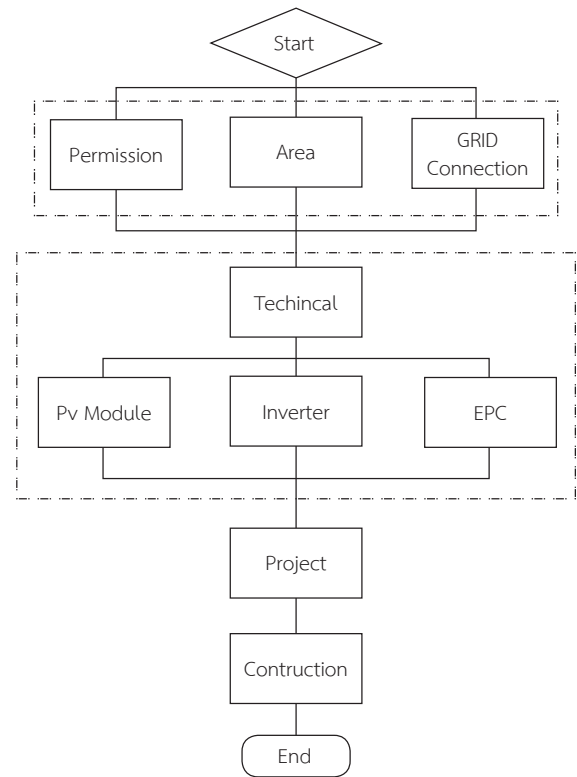 Start
Permission
Area
GRID
Connection
Techincal
Pv Module
Inverter
EPC
Project
Contruction
End